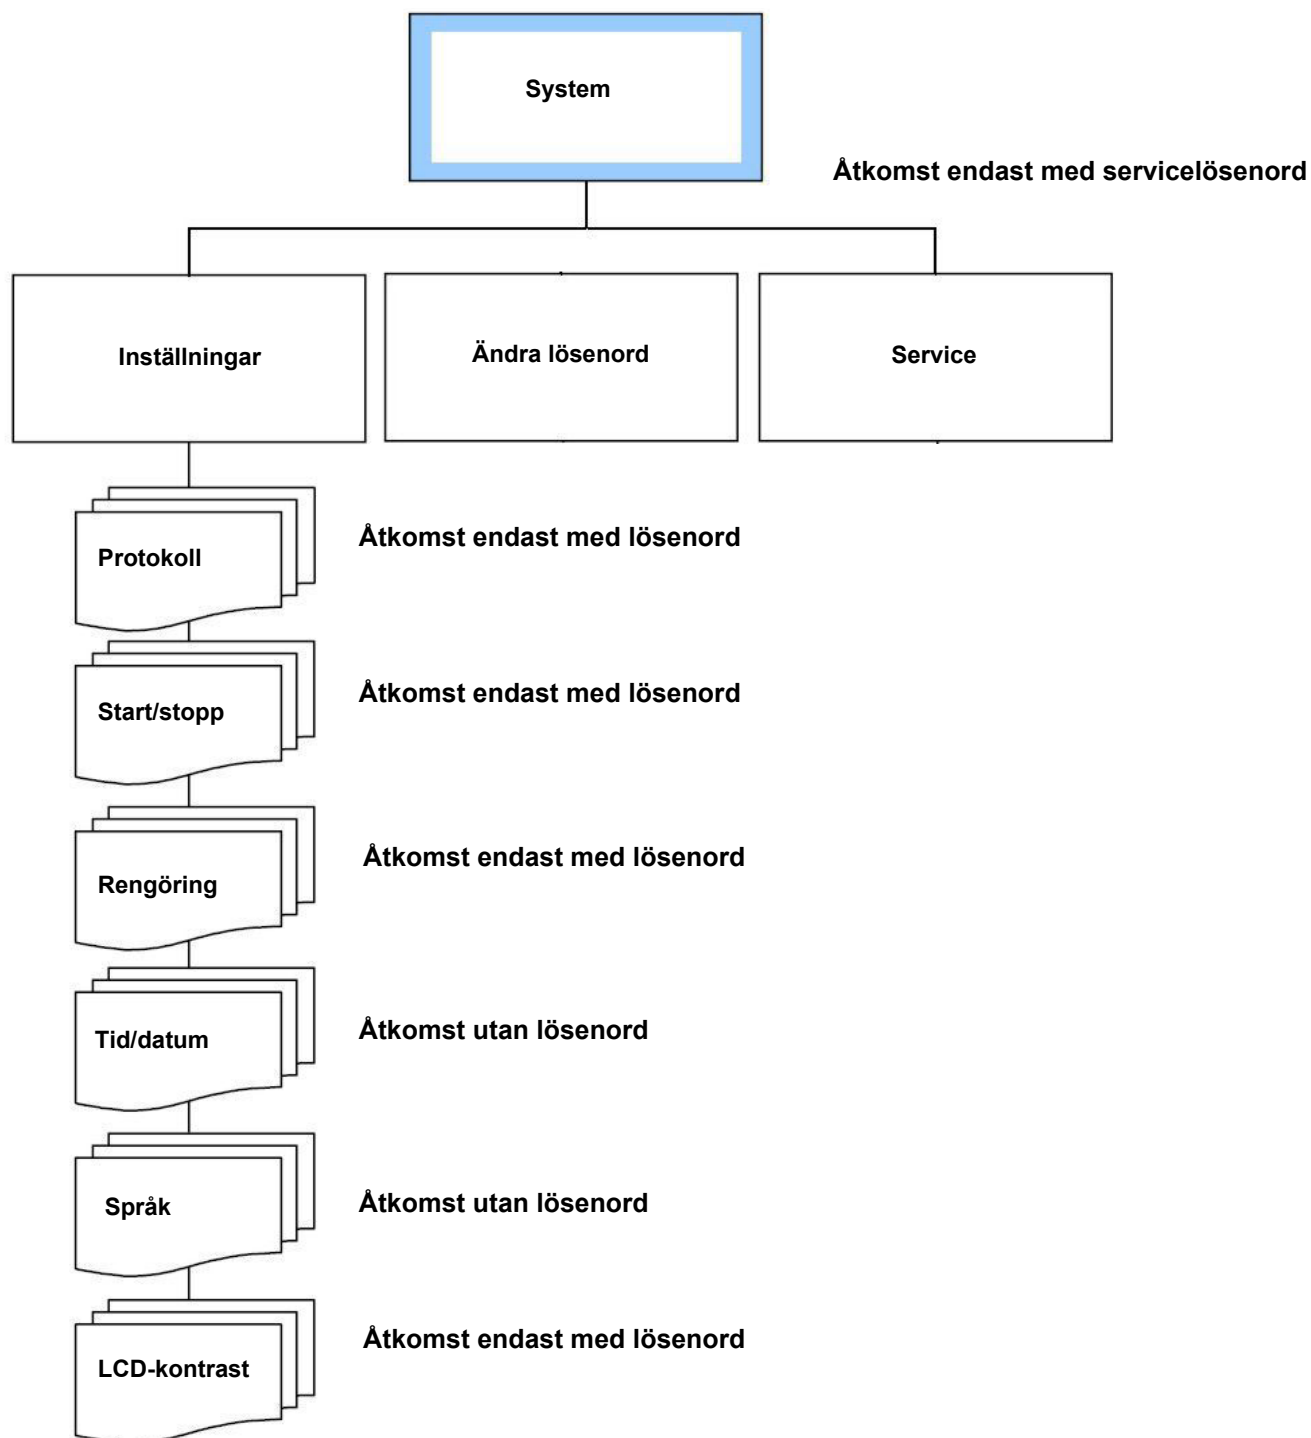 System
Åtkomst endast med servicelösenord
Inställningar
Ändra lösenord
Service
Protokoll
Åtkomst endast med lösenord
Start/stopp
Åtkomst endast med lösenord
Rengöring
Åtkomst endast med lösenord
Tid/datum
Åtkomst utan lösenord
Språk
Åtkomst utan lösenord
LCD-kontrast
Åtkomst endast med lösenord